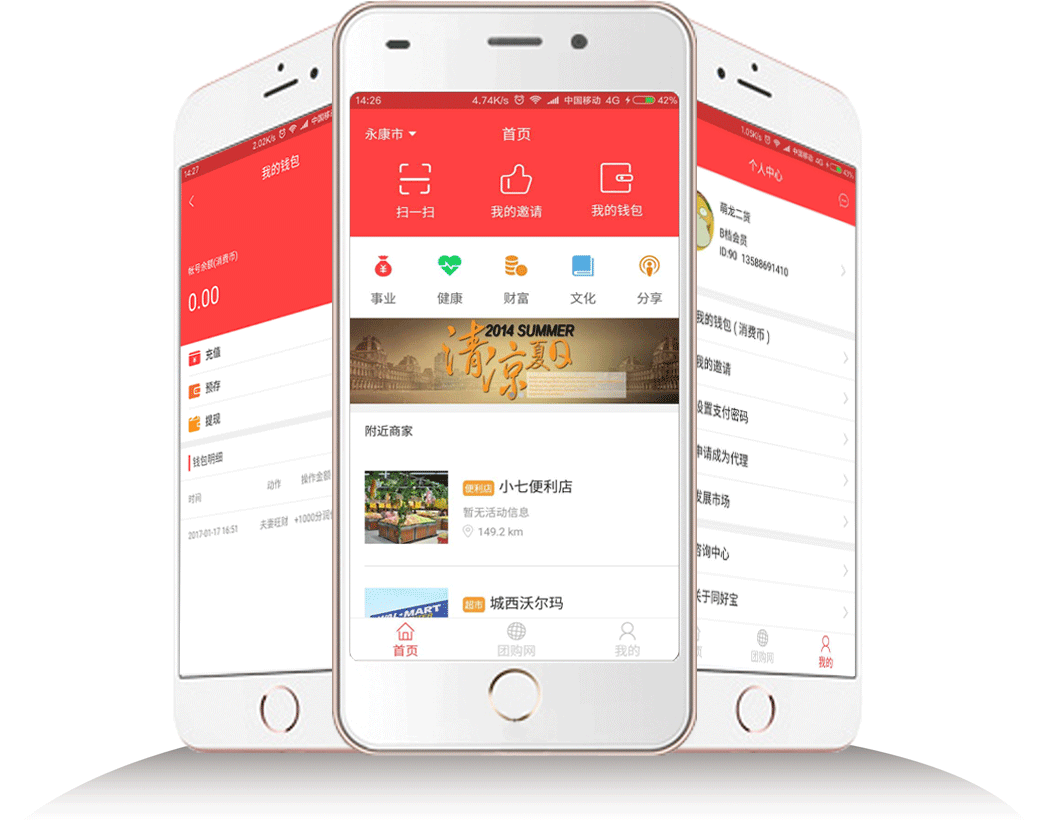 14:27
2.02K/s
中国移动
我的钱包
帐号余额(消费币)
0.00
充值
预存
提现
钱包明细
时间 动作 操作金额
2017-01-17 16:51 夫妻旺财 +1000分润
14:26 4.74K/s 中国移动 4G 42%
永康市 首页
扫一扫 我的邀请 我的钱包
事业 健康 财富 文化 分享
2014 SUMMER
清凉夏日
附近商家
便利店 小七便利店
暂无活动信息
149.2 km
超市 城西沃尔玛
首页 团购网 我的
1.05K/s 中国移动 4G 43%
个人中心
萌龙二货
B档会员
ID:90 13588691410
我的钱包 ( 消费币 )
我的邀请
设置支付密码
申请成为代理
发展市场
咨询中心
关于同好宝
团购网 我的